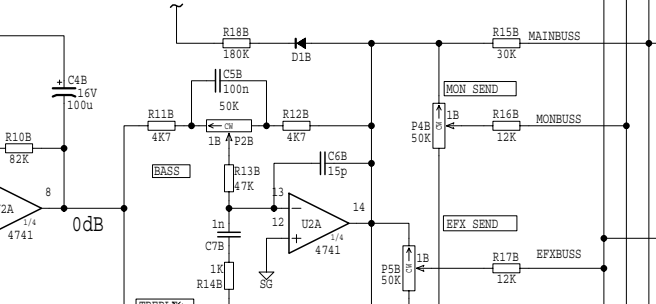 R18B
180K
D1B
R15B
30K
MAINBUSS
C4B
+
16V
100u
C5B
100n
50K
MON SEND
R11B
4K7
CW
1B
P2B
R12B
4K7
1B
P4B
50K
CW
R16B
12K
MONBUSS
R10B
82K
BASS
R13B
47K
C6B
15p
8
2A
1/4
4741
0dB
13
12
14
U2A
1/4
4741
1n
C7B
SG
EFX SEND
1K
R14B
1B
P5B
50K
CW
R17B
12K
EFXBUSS